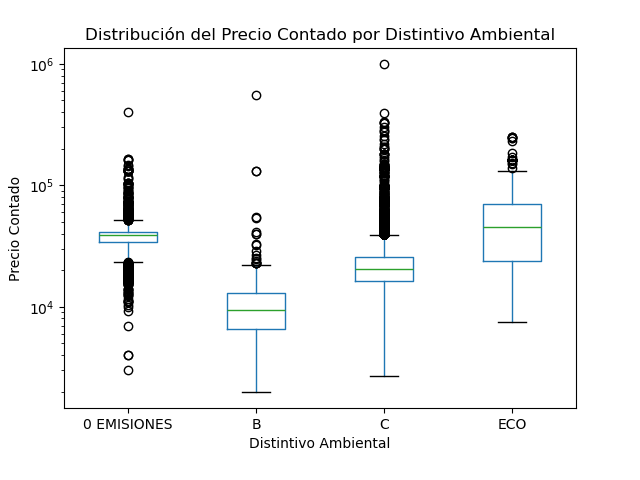 Distribución del Precio Contado por Distintivo Ambiental
Precio Contado
10^6
10^5
10^4
0 EMISIONES B C ECO
Distintivo Ambiental